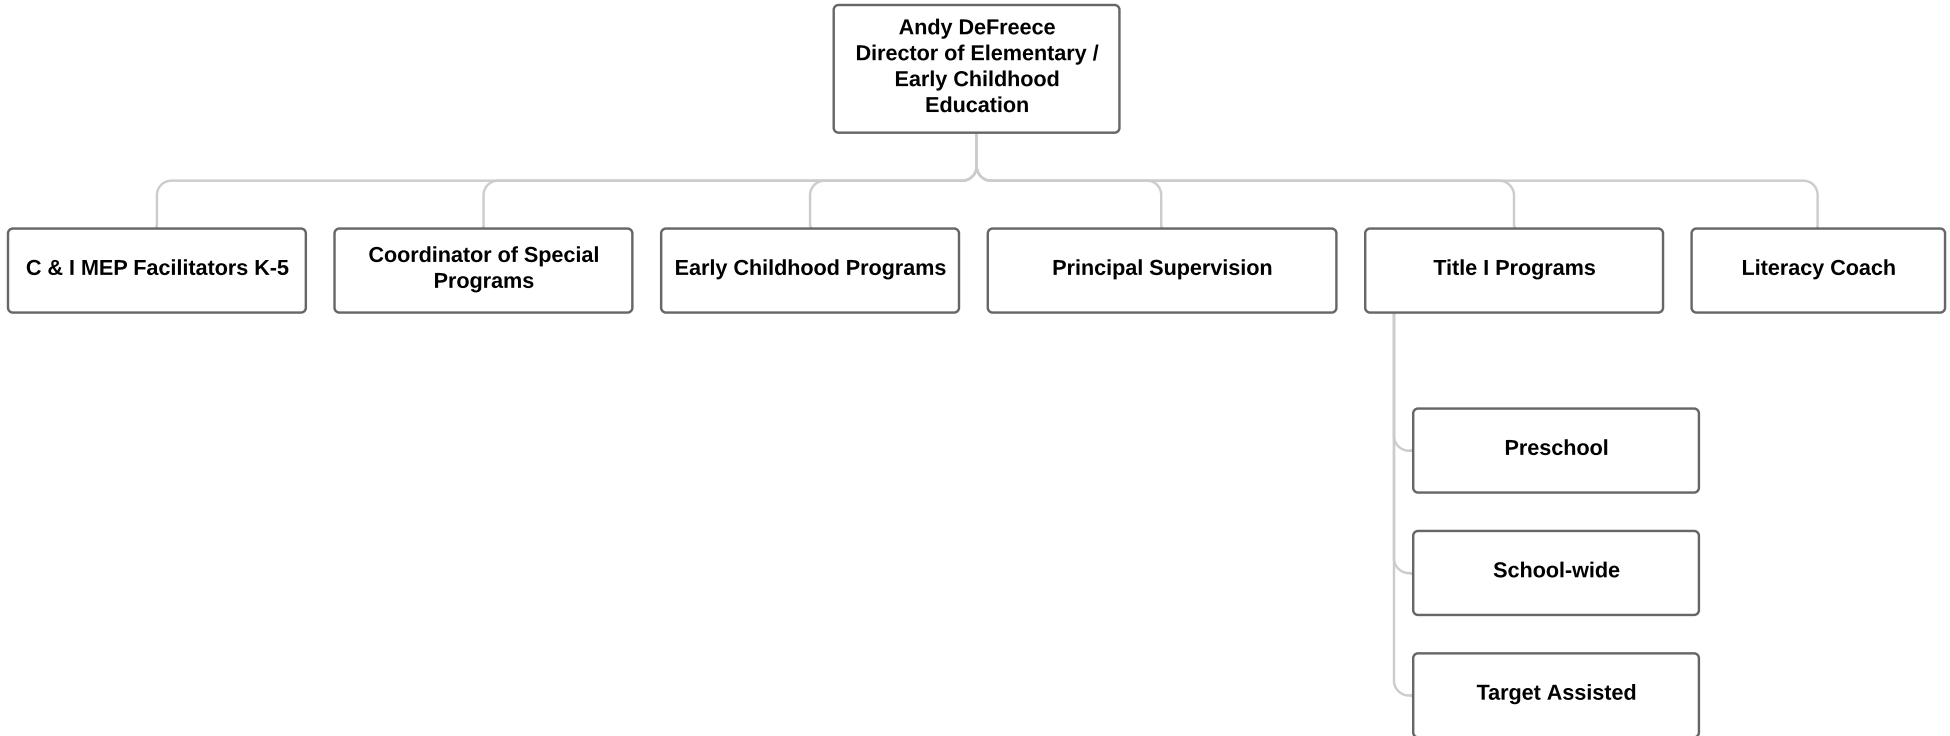 Andy DeFreece
Director of Elementary /
Early Childhood
Education
C & I MEP Facilitators K-5
Coordinator of Special
Programs
Early Childhood Programs
Principal Supervision
Title I Programs
Literacy Coach
Preschool
School-wide
Target Assisted